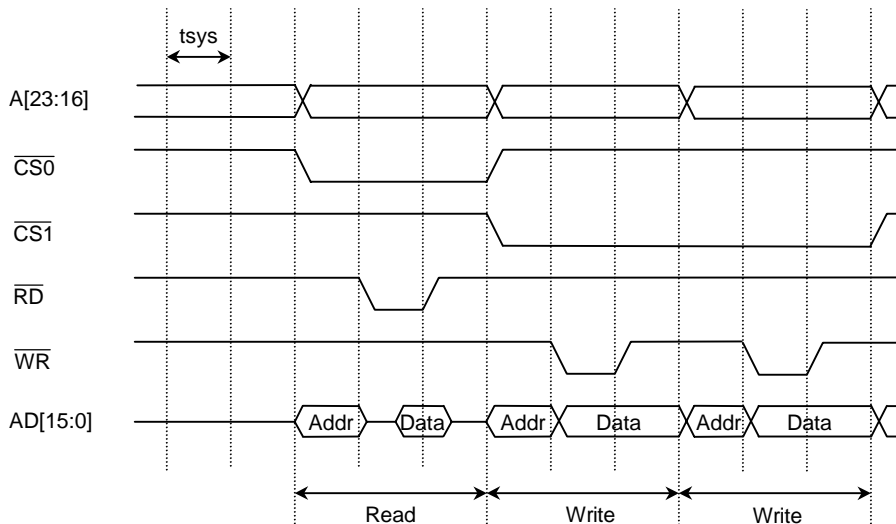 tsys
A[23:16]
CS0
CS1
RD
WR
AD[15:0] Addr Data Addr Data Addr Data
Read Write Write